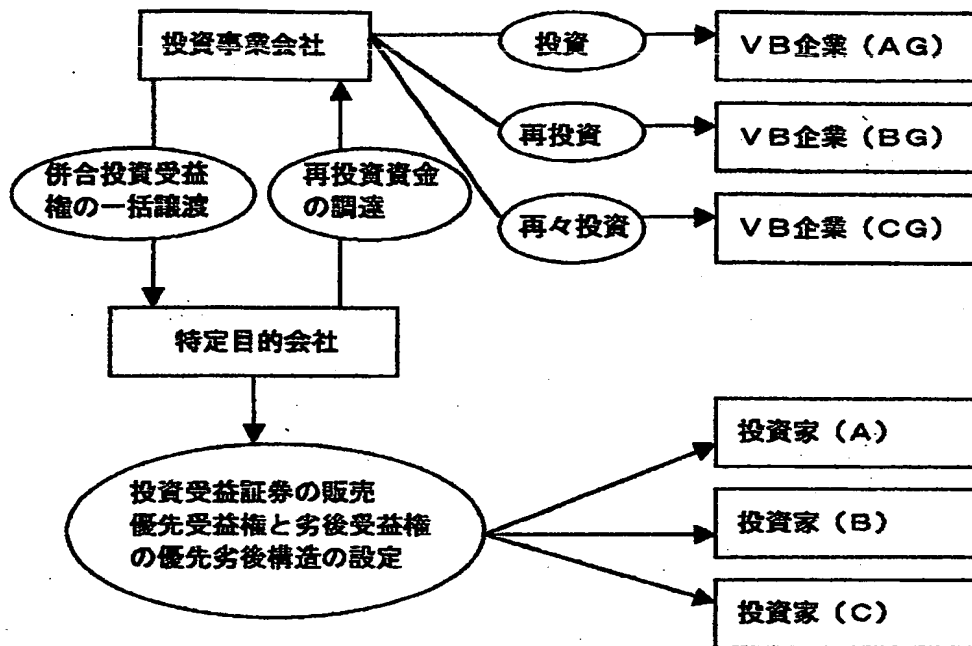 投資事業会社
投資
VB企業(AG)
再投資
VB企業(BG)
併合投資受益
権の一括譲渡
再投資資金
の調達
再々投資
VB企業(CG)
特定目的会社
投資受益証券の販売
優先受益権と劣後受益権
の優先劣後構造の設定
投資家(A)
投資家(B)
投資家(C)